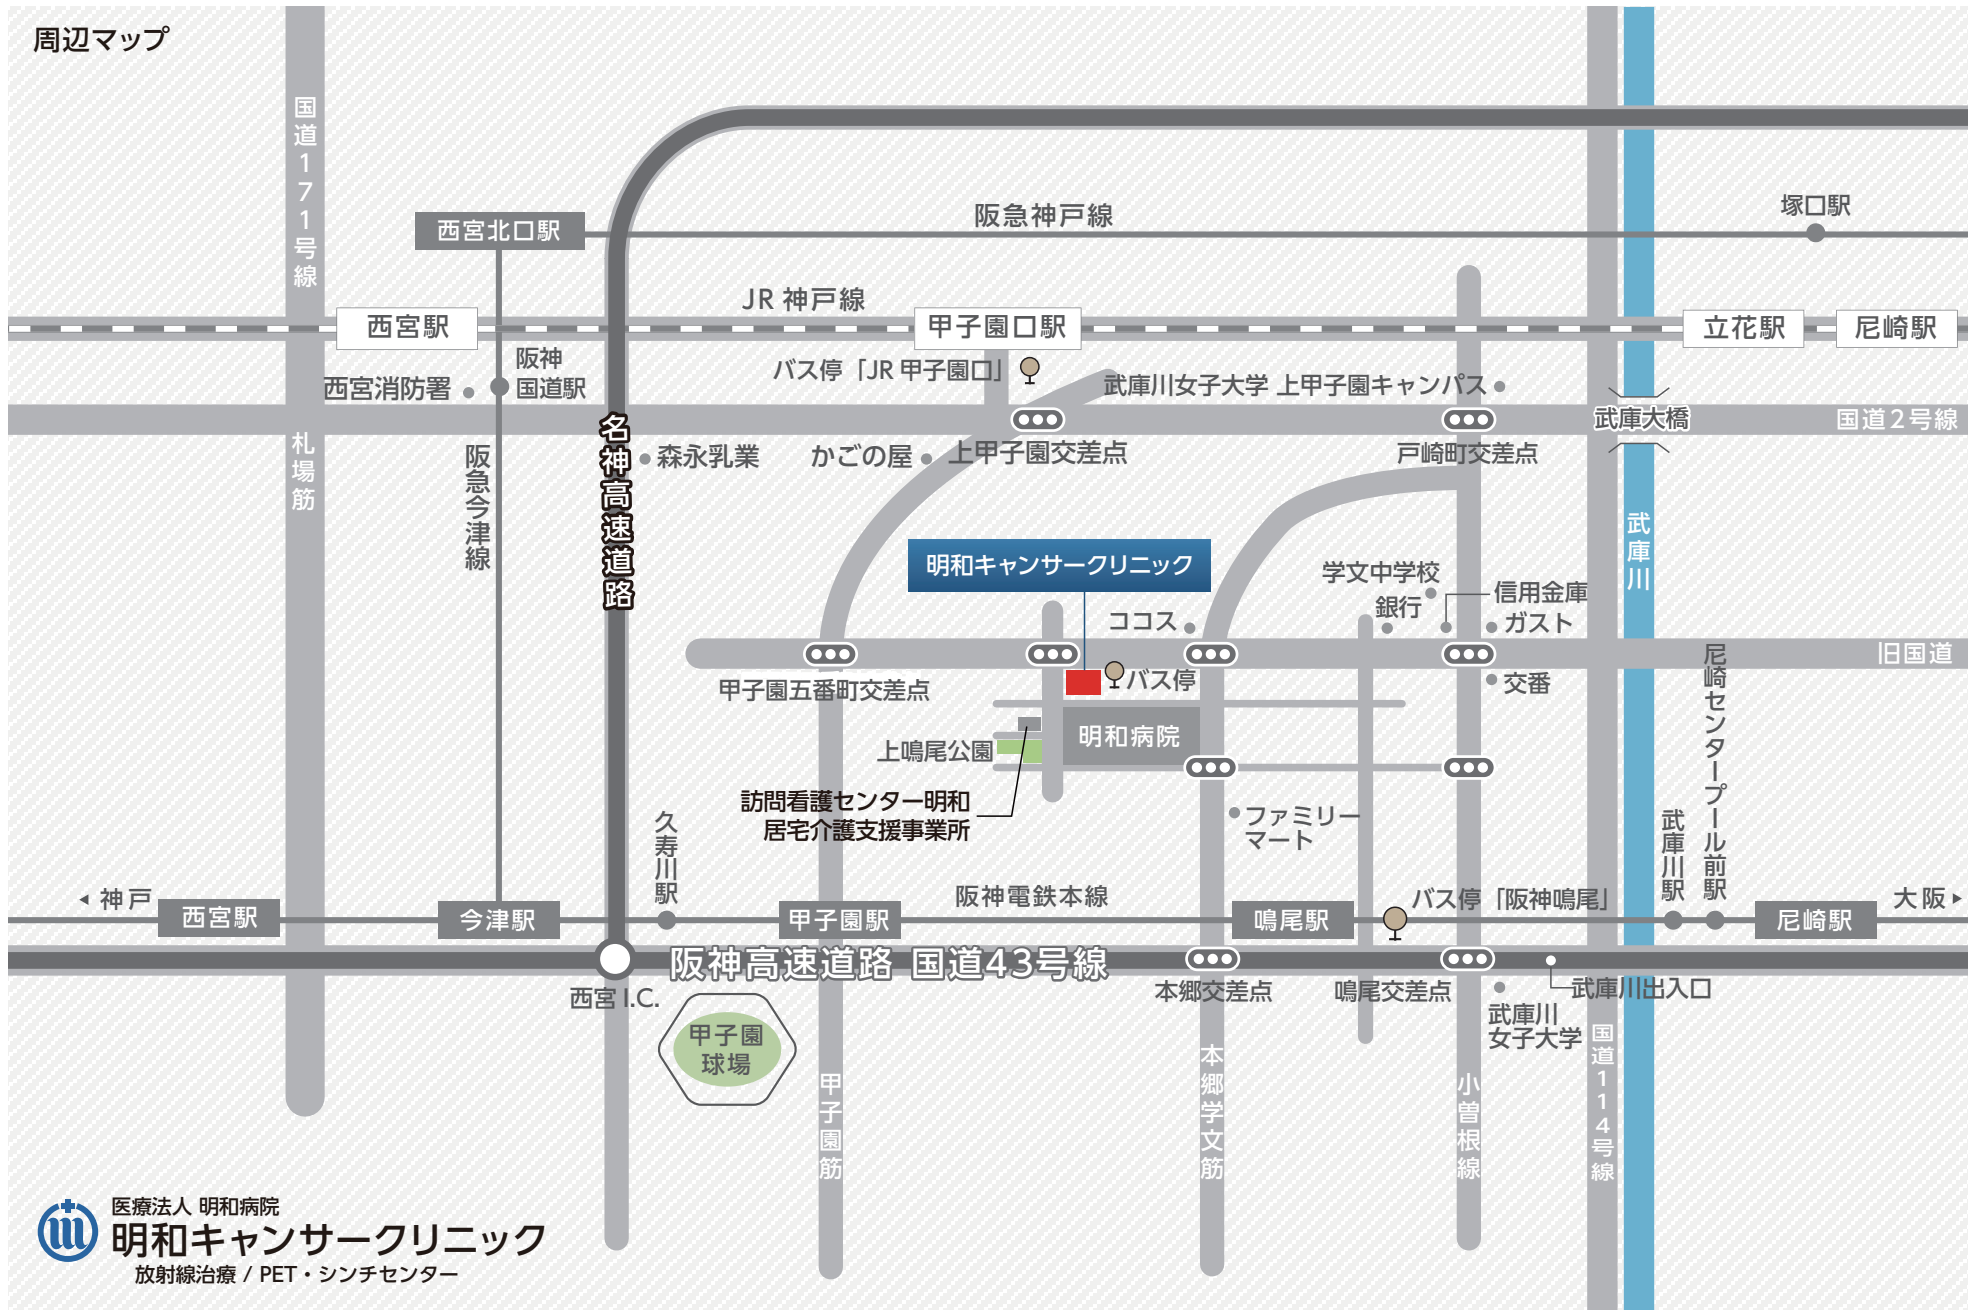 周辺マップ
国道171号線
西宮北口駅
阪急神戸線
塚口駅
JR 神戸線
西宮駅
甲子園口駅
立花駅
尼崎駅
阪神
国道駅
西宮消防署
バス停「JR 甲子園口」
武庫川女子大学 上甲子園キャンパス
武庫大橋
国道2号線
札場筋
阪急今津線
名神高速道路
森永乳業
かごの屋
上甲子園交差点
戸崎町交差点
武庫川
明和キャンサークリニック
学文中学校
銀行
信用金庫
ガスト
ココス
旧国道
甲子園五番町交差点
バス停
交番
尼崎センタープール前駅
明和病院
上鳴尾公園
訪問看護センター明和
居宅介護支援事業所
ファミリー
マート
久寿川駅
武庫川駅
神戸
西宮駅
今津駅
甲子園駅
阪神電鉄本線
鳴尾駅
バス停「阪神鳴尾」
尼崎駅
大阪
阪神高速道路 国道43号線
西宮 I.C.
本郷交差点
鳴尾交差点
武庫川出入口
武庫川
女子大学
甲子園
球場
甲子園筋
本郷学文筋
小曽根線
国道114号線
医療法人 明和病院
明和キャンサークリニック
放射線治療 / PET・シンチセンター